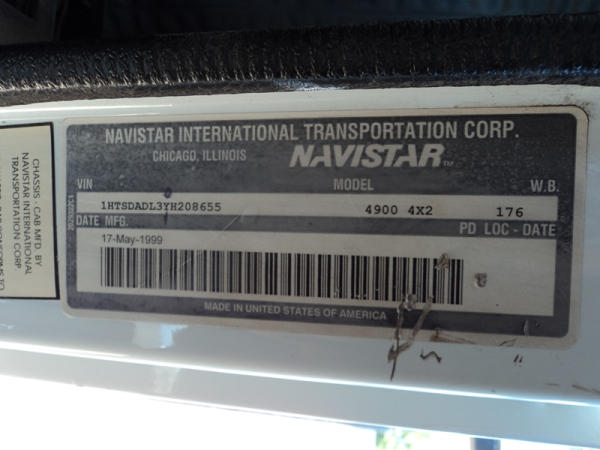 NAVISTAR INTERNATIONAL TRANSPORTATION CORP.
CHICAGO, ILLINOIS NAVISTAR™
VIN MODEL W.B.
1HTSDADL3YH208655 4900 4X2 176
DATE MFG. PD LOC - DATE
17-May-1999
MADE IN UNITED STATES OF AMERICA
CHASSIS - CAB MFD. BY
NAVISTAR INTERNATIONAL
TRANSPORTATION CORP.